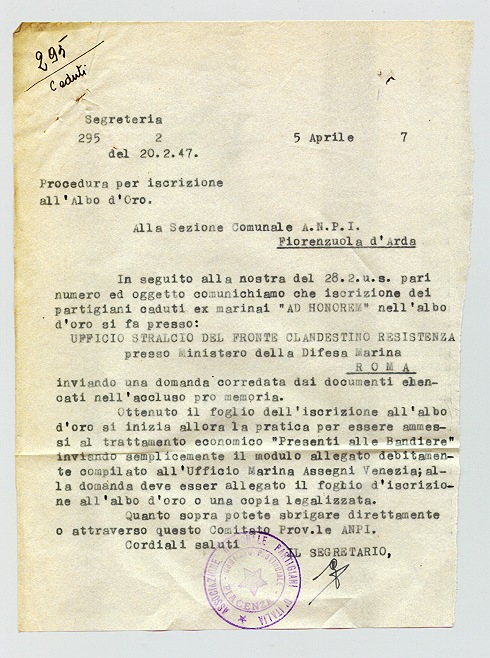 295
Caduti
Segreteria
295 2 5 Aprile 7
del 20.2.47.
Procedura per iscrizione
all'Albo d'Oro.
Alla Sezione Comunale A.N.P.I.
Fiorenzuola d'Arda
In seguito alla nostra del 28.2.u.s. pari
numero ed oggetto comunichiamo che iscrizione dei
partigiani caduti ex marinai "AD HONOREM" nell'albo
d'oro si fa presso:
UFFICIO STRALCIO DEL FRONTE CLANDESTINO RESISTENZA
presso Ministero della Difesa Marina
ROMA
inviando una domanda corredata dai documenti elen-
cati nell'accluso pro memoria.
Ottenuto il foglio dell'iscrizione all'albo
d'oro si inizia allora la pratica per essere ammes-
si al trattamento economico "Presenti alle Bandiere"
inviando semplicemente il modulo allegato debitamen-
te compilato all'Ufficio Marina Assegni Venezia; al-
la domanda deve esser allegato il foglio d'iscrizio-
ne all'albo d'oro o una copia legalizzata.
Quanto sopra potete sbrigare direttamente
o attraverso questo Comitato Prov.le ANPI.
Cordiali saluti
IL SEGRETARIO,
ASSOCIAZIONE PARTIGIANI D'ITALIA
PROVINCIALE
PIACENZA